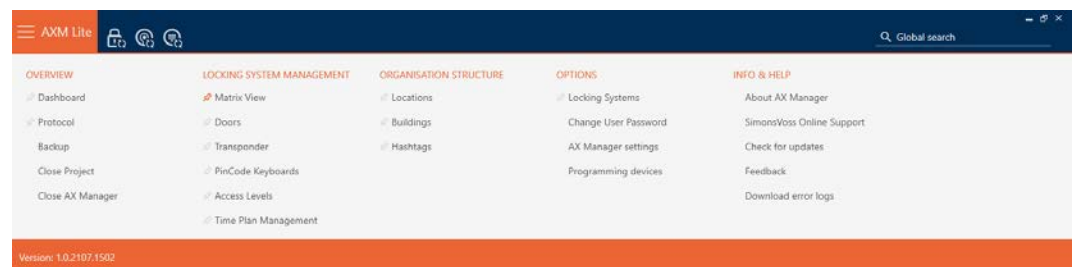 AXM Lite
Global search
OVERVIEW
Dashboard
Protocol
Backup
Close Project
Close AX Manager
LOCKING SYSTEM MANAGEMENT
Matrix View
Doors
Transponder
PinCode Keyboards
Access Levels
Time Plan Management
ORGANISATION STRUCTURE
Locations
Buildings
Hashtags
OPTIONS
Locking Systems
Change User Password
AX Manager settings
Programming devices
INFO & HELP
About AX Manager
SimonsVoss Online Support
Check for updates
Feedback
Download error logs
Version: 1.0.2107.1502